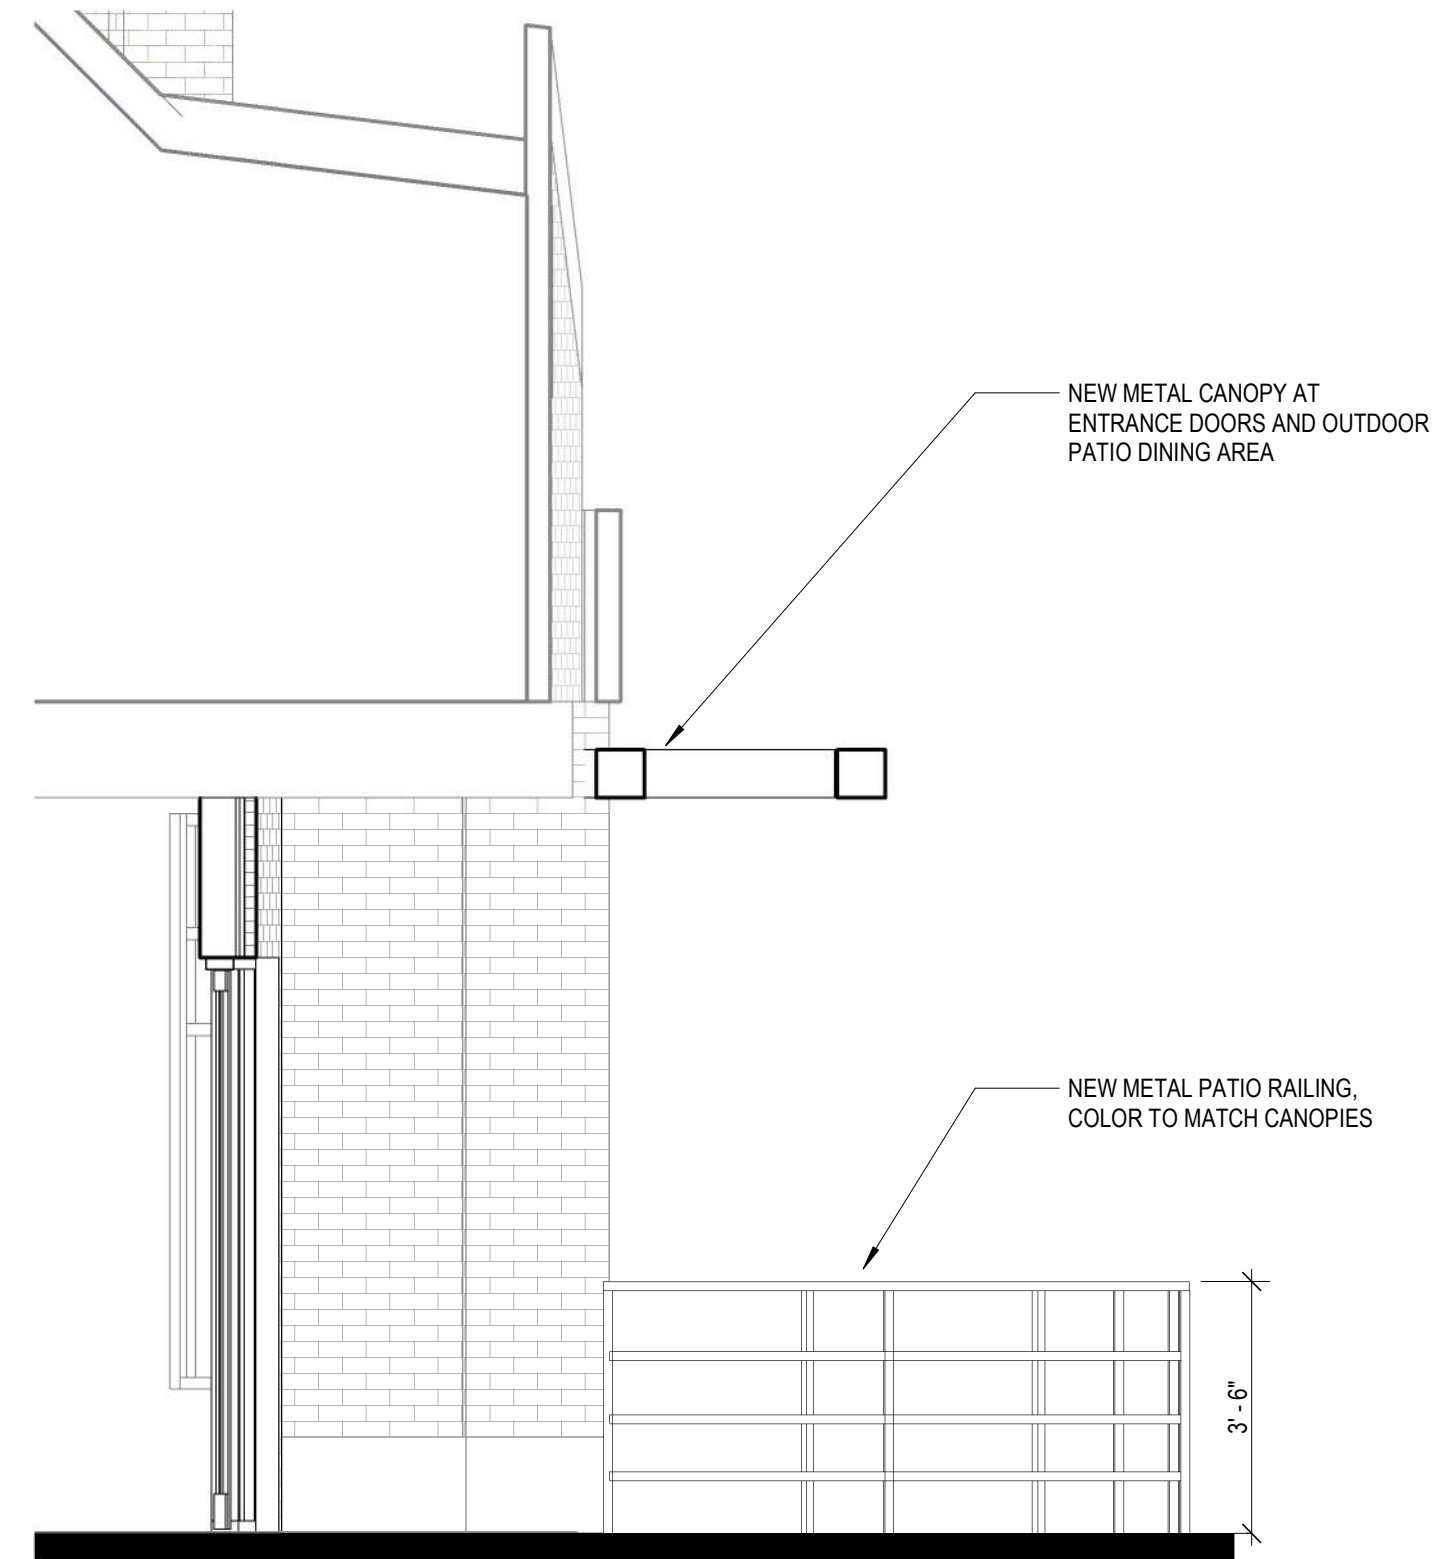 NEW METAL CANOPY AT
ENTRANCE DOORS AND OUTDOOR
PATIO DINING AREA
NEW METAL PATIO RAILING,
COLOR TO MATCH CANOPIES
3' - 6"